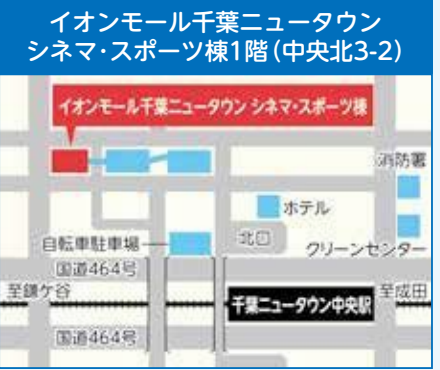 イオンモール千葉ニュータウン
シネマ・スポーツ棟1階(中央北3-2)
イオンモール千葉ニュータウン シネマ・スポーツ棟
消防署
ホテル
北口
自転車駐車場
クリーンセンター
国道464号
至鎌ケ谷
至成田
千葉ニュータウン中央駅
国道464号